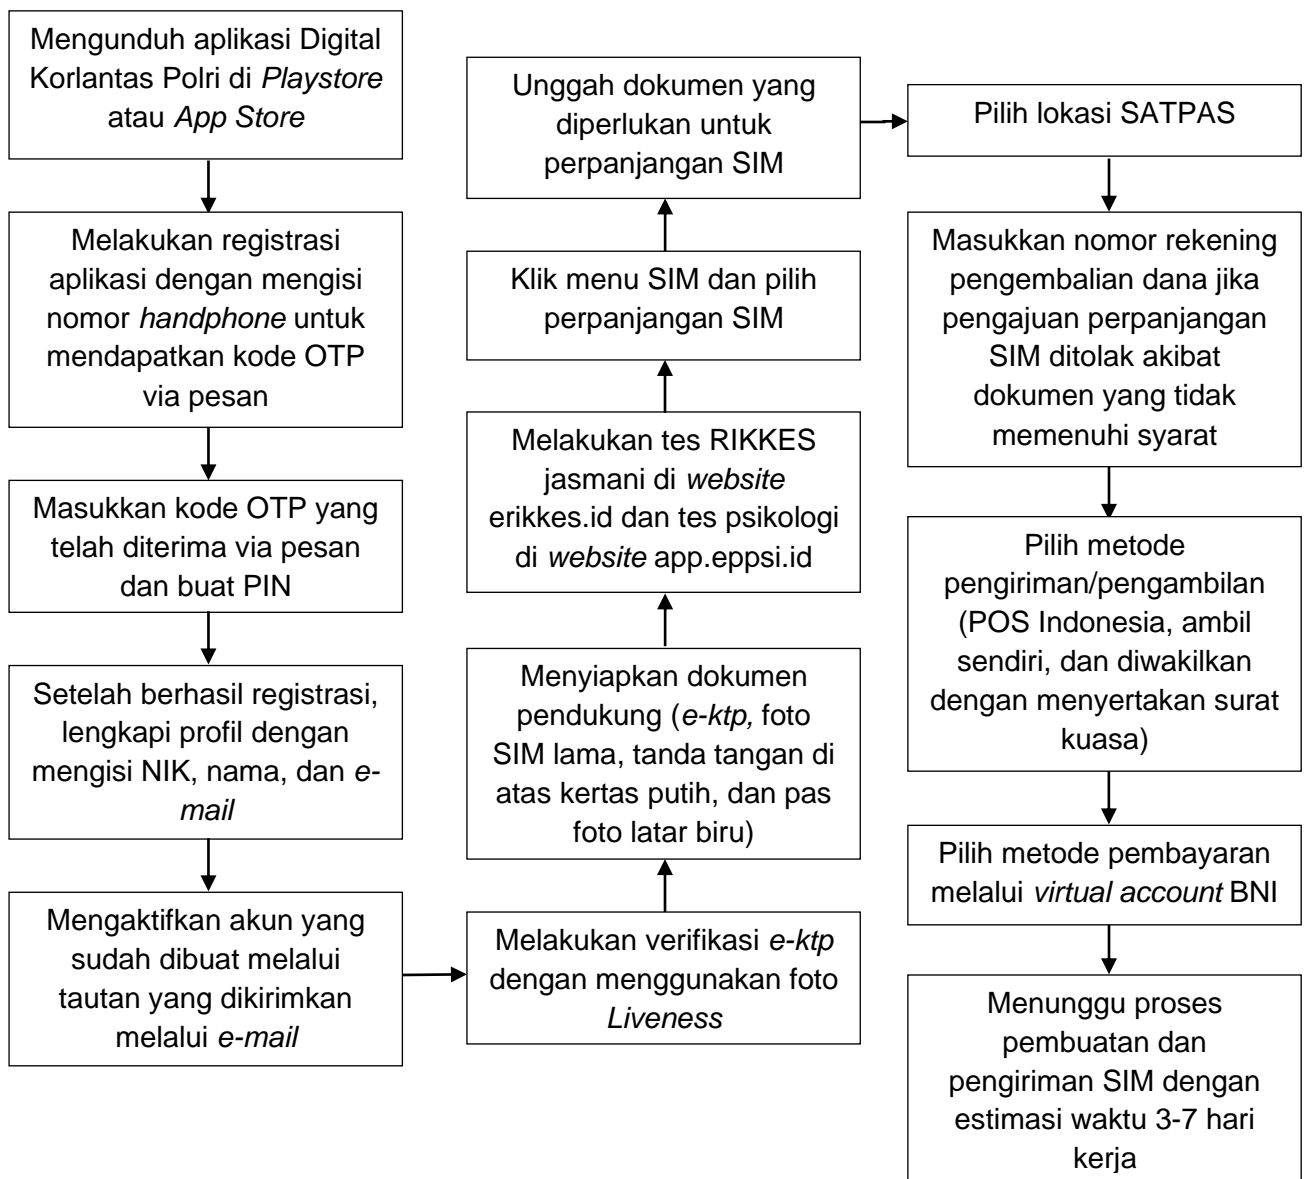 Mengunduh aplikasi Digital
Korlantas Polri di Playstore
atau App Store
Melakukan registrasi
aplikasi dengan mengisi
nomor handphone untuk
mendapatkan kode OTP
via pesan
Masukkan kode OTP yang
telah diterima via pesan
dan buat PIN
Setelah berhasil registrasi,
lengkapi profil dengan
mengisi NIK, nama, dan e-
mail
Mengaktifkan akun yang
sudah dibuat melalui
tautan yang dikirimkan
melalui e-mail
Melakukan verifikasi e-ktp
dengan menggunakan foto
Liveness
Menyiapkan dokumen
pendukung (e-ktp, foto
SIM lama, tanda tangan di
atas kertas putih, dan pas
foto latar biru)
Melakukan tes RIKKES
jasmani di website
erikkes.id dan tes psikologi
di website app.eppsi.id
Klik menu SIM dan pilih
perpanjangan SIM
Unggah dokumen yang
diperlukan untuk
perpanjangan SIM
Pilih lokasi SATPAS
Masukkan nomor rekening
pengembalian dana jika
pengajuan perpanjangan
SIM ditolak akibat
dokumen yang tidak
memenuhi syarat
Pilih metode
pengiriman/pengambilan
(POS Indonesia, ambil
sendiri, dan diwakilkan
dengan menyertakan surat
kuasa)
Pilih metode pembayaran
melalui virtual account BNI
Menunggu proses
pembuatan dan
pengiriman SIM dengan
estimasi waktu 3-7 hari
kerja